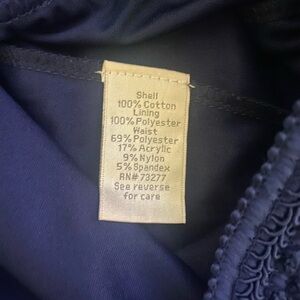 Shell
100% Cotton
Lining
100% Polyester
Waist
69% Polyester
17% Acrylic
9% Nylon
5% Spandex
RN# 73277
See reverse
for care